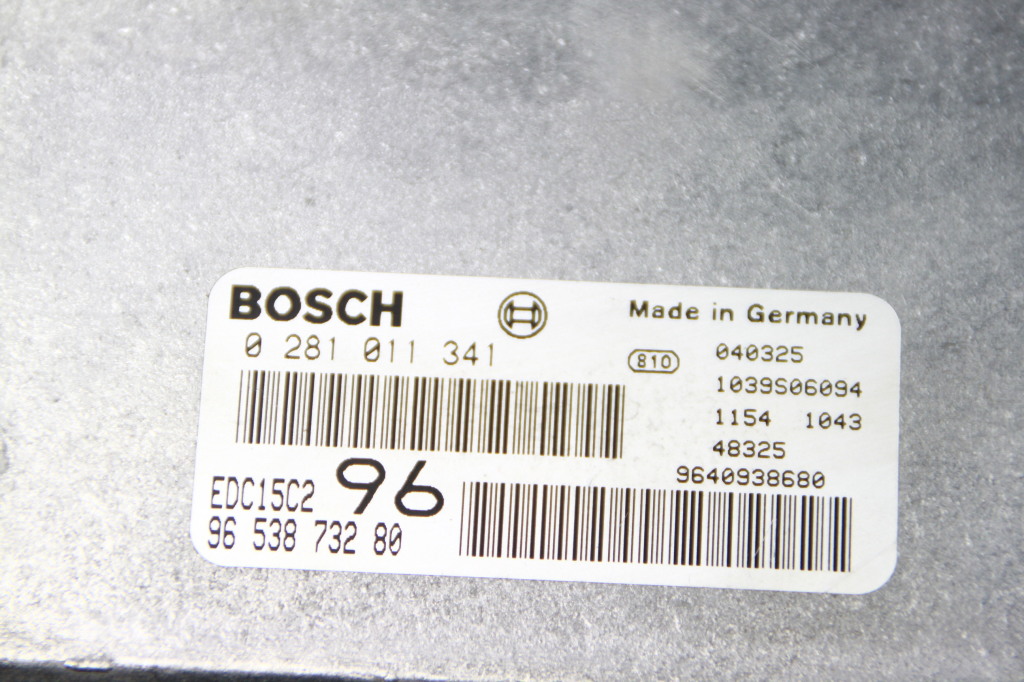 BOSCH
Made in Germany
0 281 011 341
810
040325
1039S06094
1154 1043
48325
9640938680
EDC15C2 96
96 538 732 80